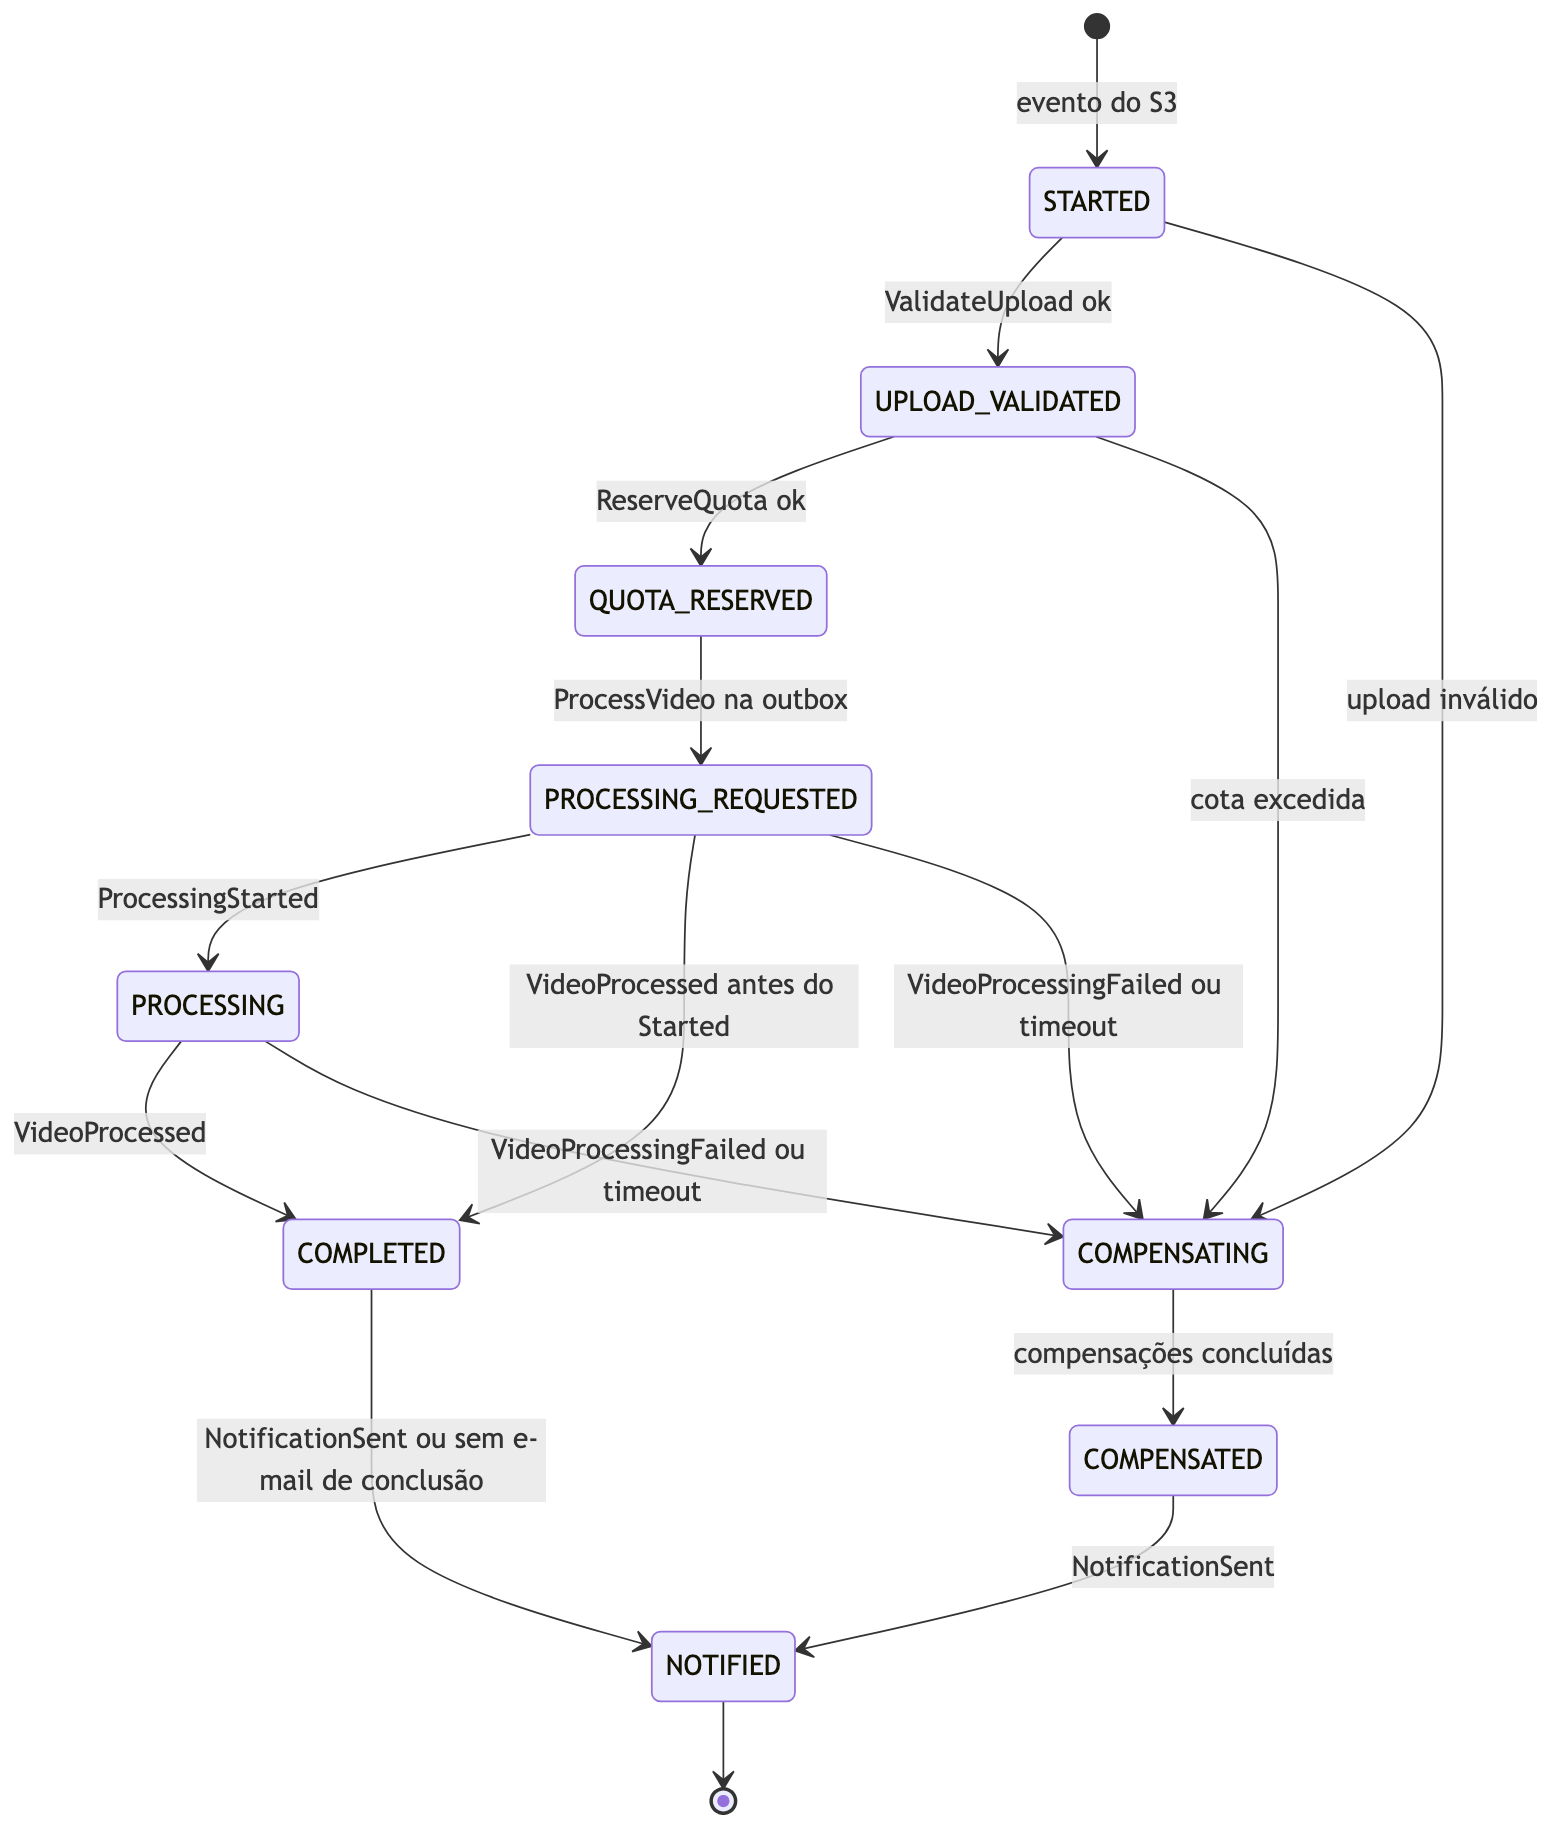 evento do S3
STARTED
ValidateUpload ok
UPLOAD_VALIDATED
ReserveQuota ok
QUOTA_RESERVED
ProcessVideo na outbox
upload inválido
PROCESSING_REQUESTED
cota excedida
ProcessingStarted
PROCESSING
VideoProcessed antes do
Started
VideoProcessingFailed ou
timeout
VideoProcessed
VideoProcessingFailed ou
timeout
COMPLETED
COMPENSATING
compensações concluídas
NotificationSent ou sem e-
mail de conclusão
COMPENSATED
NotificationSent
NOTIFIED